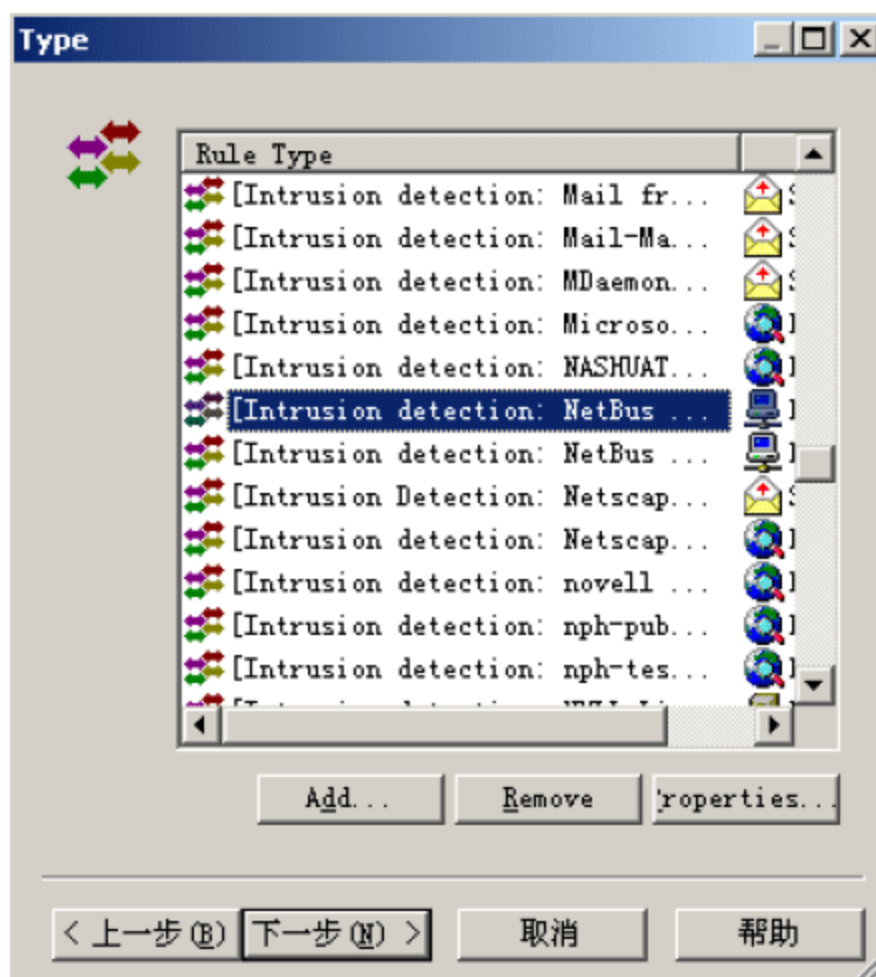 Type
Rule Type
[Intrusion detection: Mail fr...
[Intrusion detection: Mail-Ma...
[Intrusion detection: MDaemon...
[Intrusion detection: Microso...
[Intrusion detection: NASHUAT...
[Intrusion detection: NetBus ...
[Intrusion detection: NetBus ...
[Intrusion Detection: Netscap...
[Intrusion detection: Netscap...
[Intrusion detection: novell ...
[Intrusion detection: nph-pub...
[Intrusion detection: nph-tes...
Add... Remove roperties...
< 上一步(B) 下一步(N) > 取消 帮助